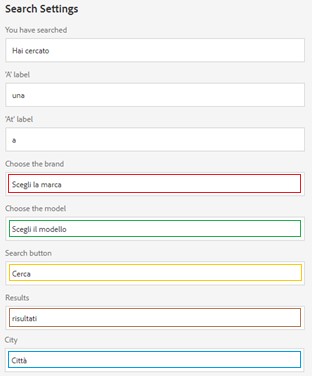 Search Settings
You have searched
Hai cercato
'A' label
una
'At' label
a
Choose the brand
Scegli la marca
Choose the model
Scegli il modello
Search button
Cerca
Results
risultati
City
Città